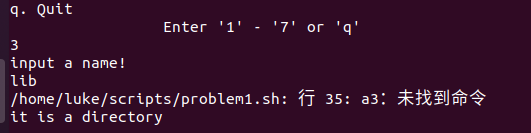 q. Quit
Enter '1' - '7' or 'q'
3
input a name!
lib
/home/luke/scripts/problem1.sh: 行 35: a3: 未找到命令
it is a directory